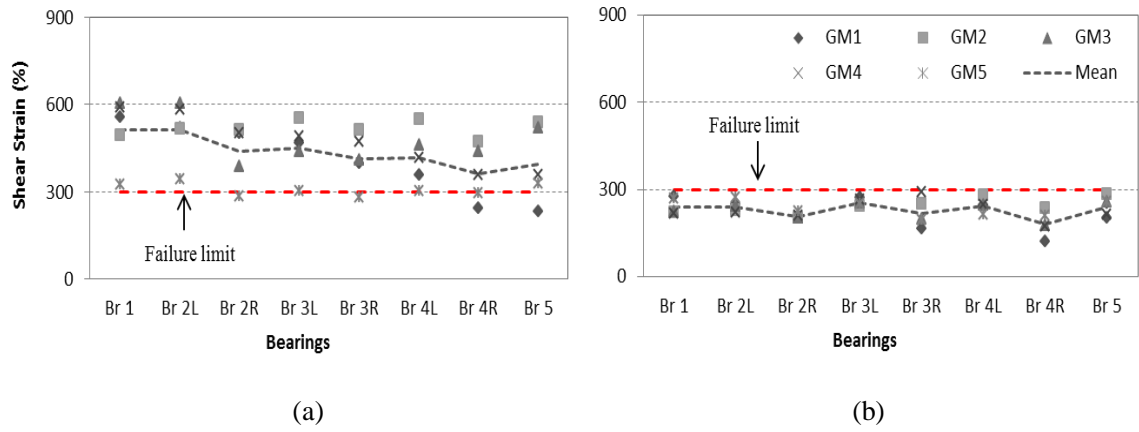 900
600
300
0
Shear Strain (%)
Failure limit
Br 1 Br 2L Br 2R Br 3L Br 3R Br 4L Br 4R Br 5
Bearings
(a)
900
600
300
0
GM1 GM2 GM3
GM4 GM5 Mean
Failure limit
Br 1 Br 2L Br 2R Br 3L Br 3R Br 4L Br 4R Br 5
Bearings
(b)